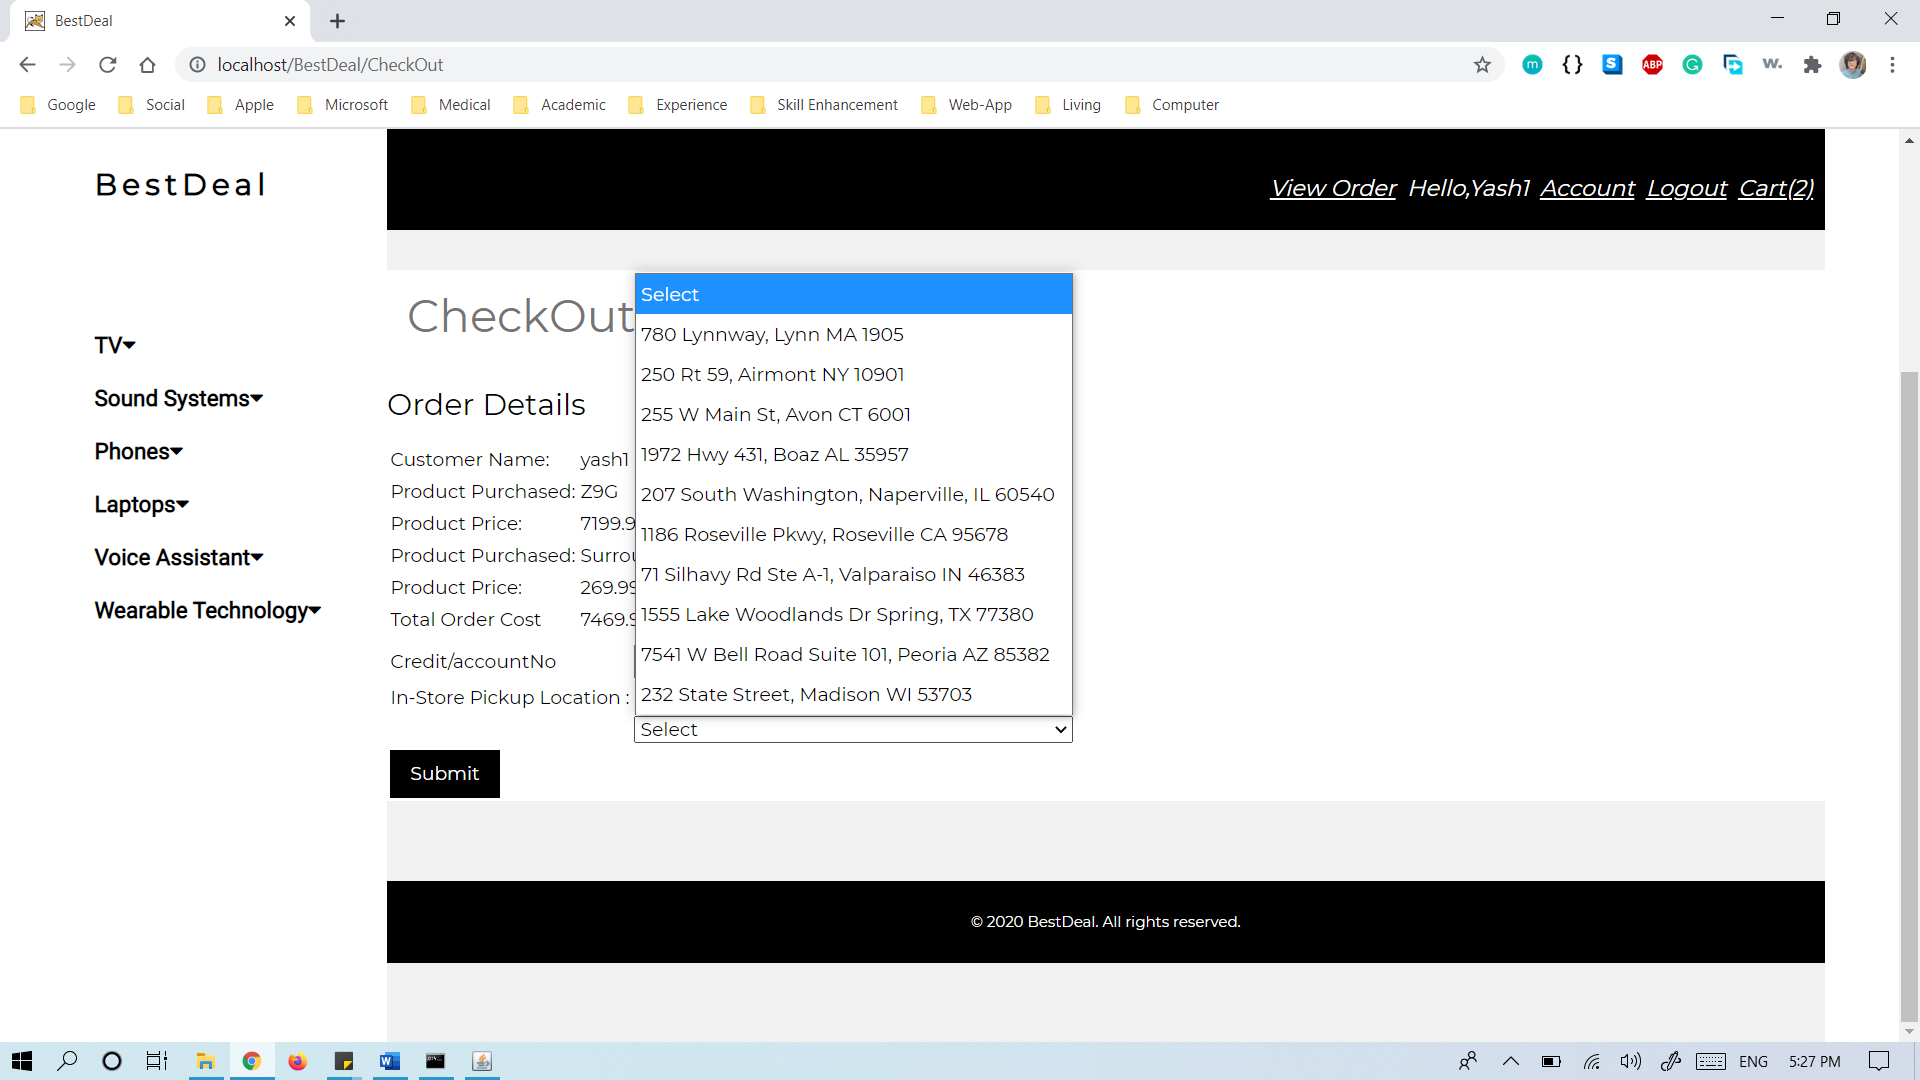 BestDeal
localhost/BestDeal/CheckOut
Google Social Apple Microsoft Medical Academic Experience Skill Enhancement Web-App Living Computer
BestDeal
View Order Hello,Yash1 Account Logout Cart(2)
TV
Sound Systems
Phones
Laptops
Voice Assistant
Wearable Technology
CheckOut
Order Details
Customer Name: yash1
Product Purchased: Z9G
Product Price: 7199.9
Product Purchased: Surrou
Product Price: 269.99
Total Order Cost 7469.9
Credit/accountNo
In-Store Pickup Location :
Select
780 Lynnway, Lynn MA 1905
250 Rt 59, Airmont NY 10901
255 W Main St, Avon CT 6001
1972 Hwy 431, Boaz AL 35957
207 South Washington, Naperville, IL 60540
1186 Roseville Pkwy, Roseville CA 95678
71 Silhavy Rd Ste A-1, Valparaiso IN 46383
1555 Lake Woodlands Dr Spring, TX 77380
7541 W Bell Road Suite 101, Peoria AZ 85382
232 State Street, Madison WI 53703
Select
Submit
© 2020 BestDeal. All rights reserved.
ENG 5:27 PM